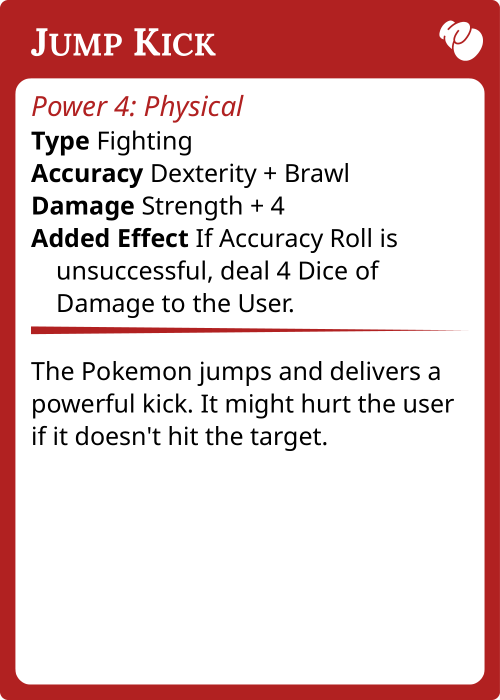 Jump Kick
Power 4: Physical
Type Fighting
Accuracy Dexterity + Brawl
Damage Strength + 4
Added Effect If Accuracy Roll is
unsuccessful, deal 4 Dice of
Damage to the User.
The Pokemon jumps and delivers a
powerful kick. It might hurt the user
if it doesn't hit the target.